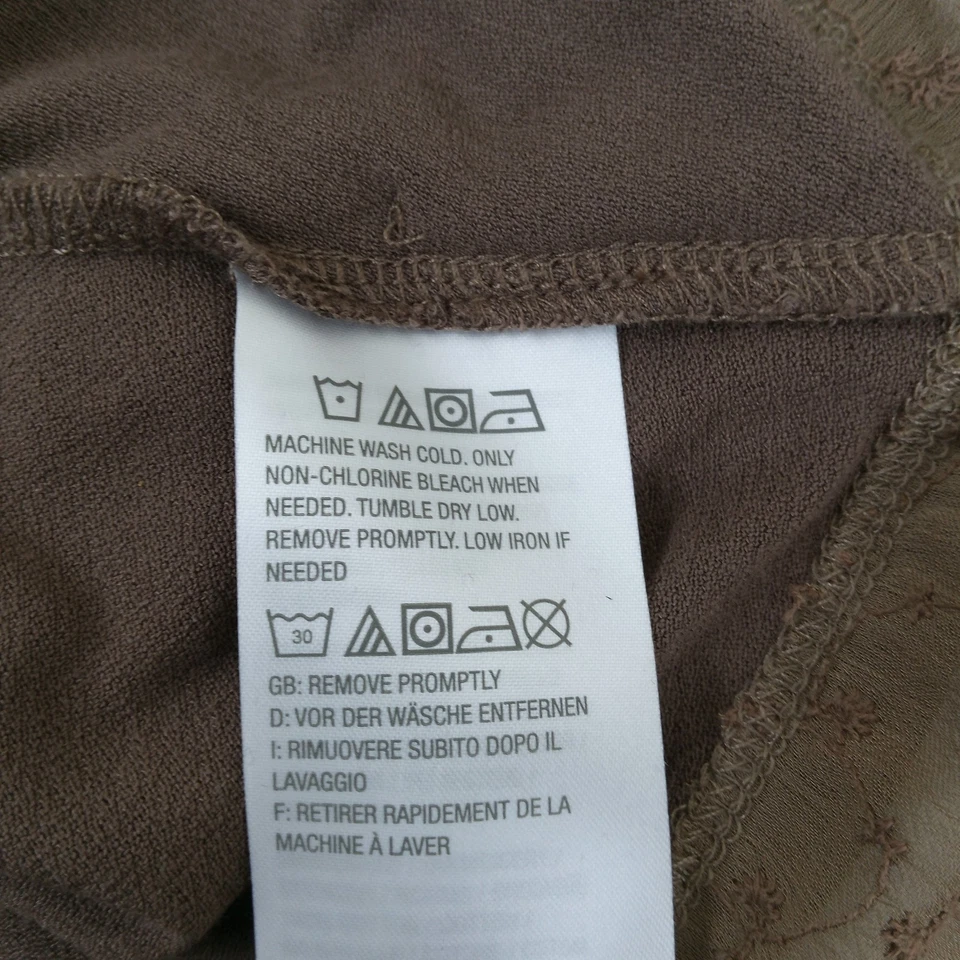 MACHINE WASH COLD. ONLY
NON-CHLORINE BLEACH WHEN
NEEDED. TUMBLE DRY LOW.
REMOVE PROMPTLY. LOW IRON IF
NEEDED
30
GB: REMOVE PROMPTLY
D: VOR DER WÄSCHE ENTFERNEN
I: RIMUOVERE SUBITO DOPO IL
LAVAGGIO
F: RETIRER RAPIDEMENT DE LA
MACHINE À LAVER